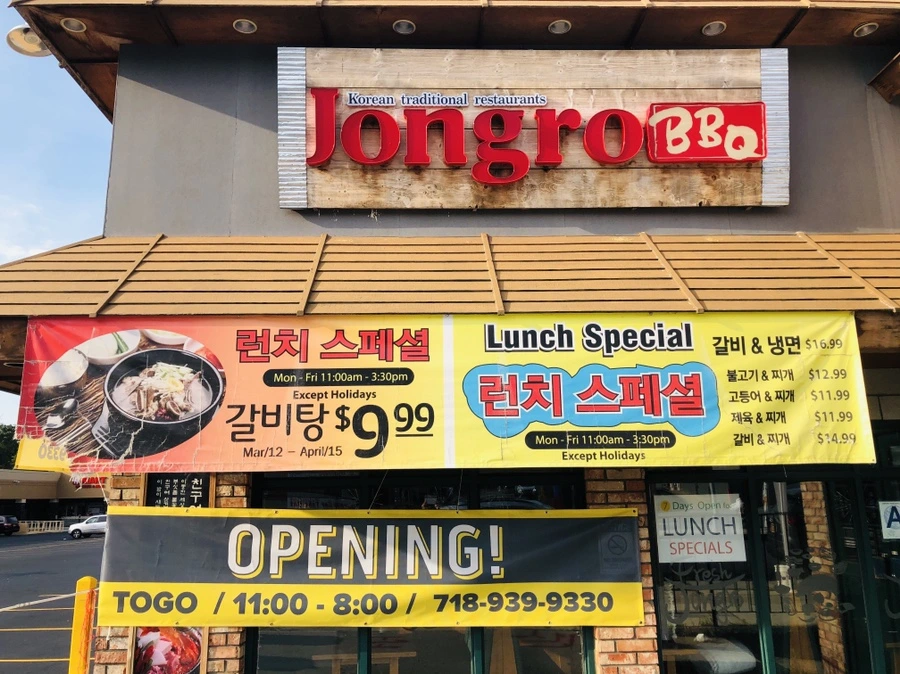 Korean traditional restaurants
Jongro BBQ
런치 스페셜
Mon - Fri 11:00am - 3:30pm
Except Holidays
갈비탕 $9.99
Mar/12 - April/15
Lunch Special
런치 스페셜
Mon - Fri 11:00am - 3:30pm
Except Holidays
갈비 & 냉면 $16.99
불고기 & 찌개 $12.99
고등어 & 찌개 $11.99
제육 & 찌개 $11.99
갈비 & 찌개 $14.99
친구
OPENING!
TOGO / 11:00 - 8:00 / 718-939-9330
7 Days Open for
LUNCH
SPECIALS
Fresh
A